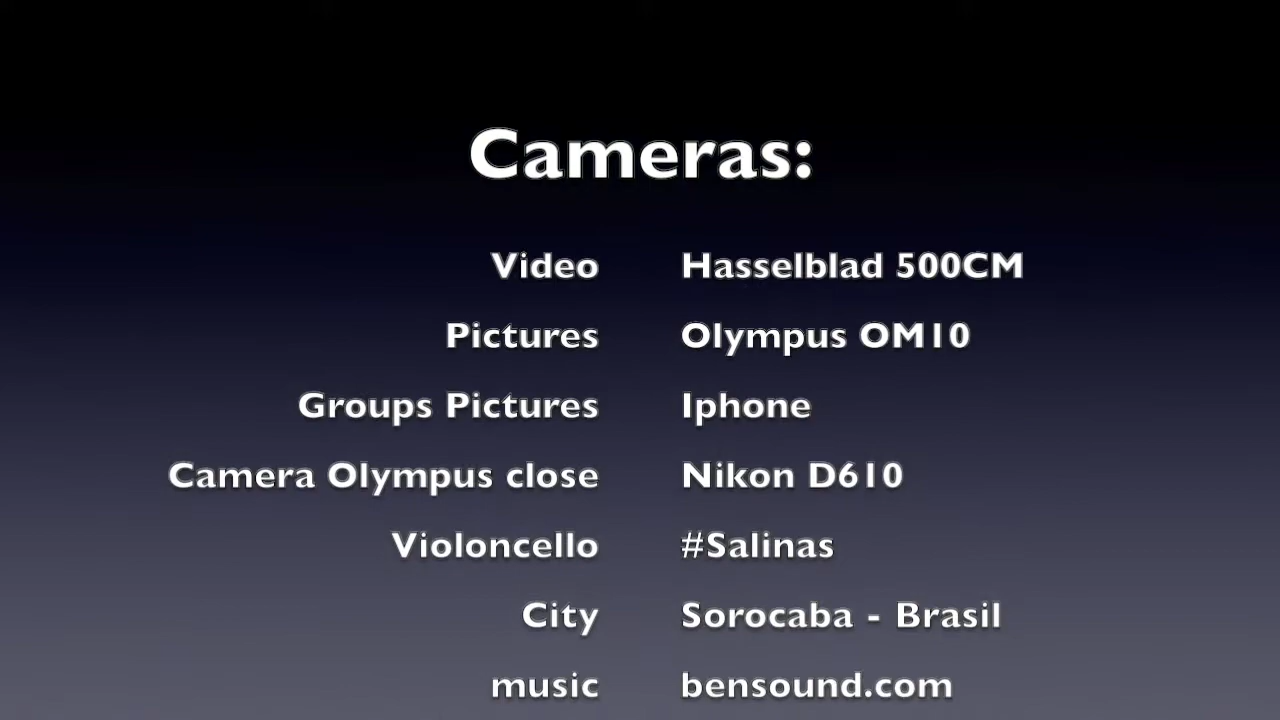 Cameras:
Video Hasselblad 500CM
Pictures Olympus OM10
Groups Pictures Iphone
Camera Olympus close Nikon D610
Violoncello #Salinas
City Sorocaba - Brasil
music bensound.com